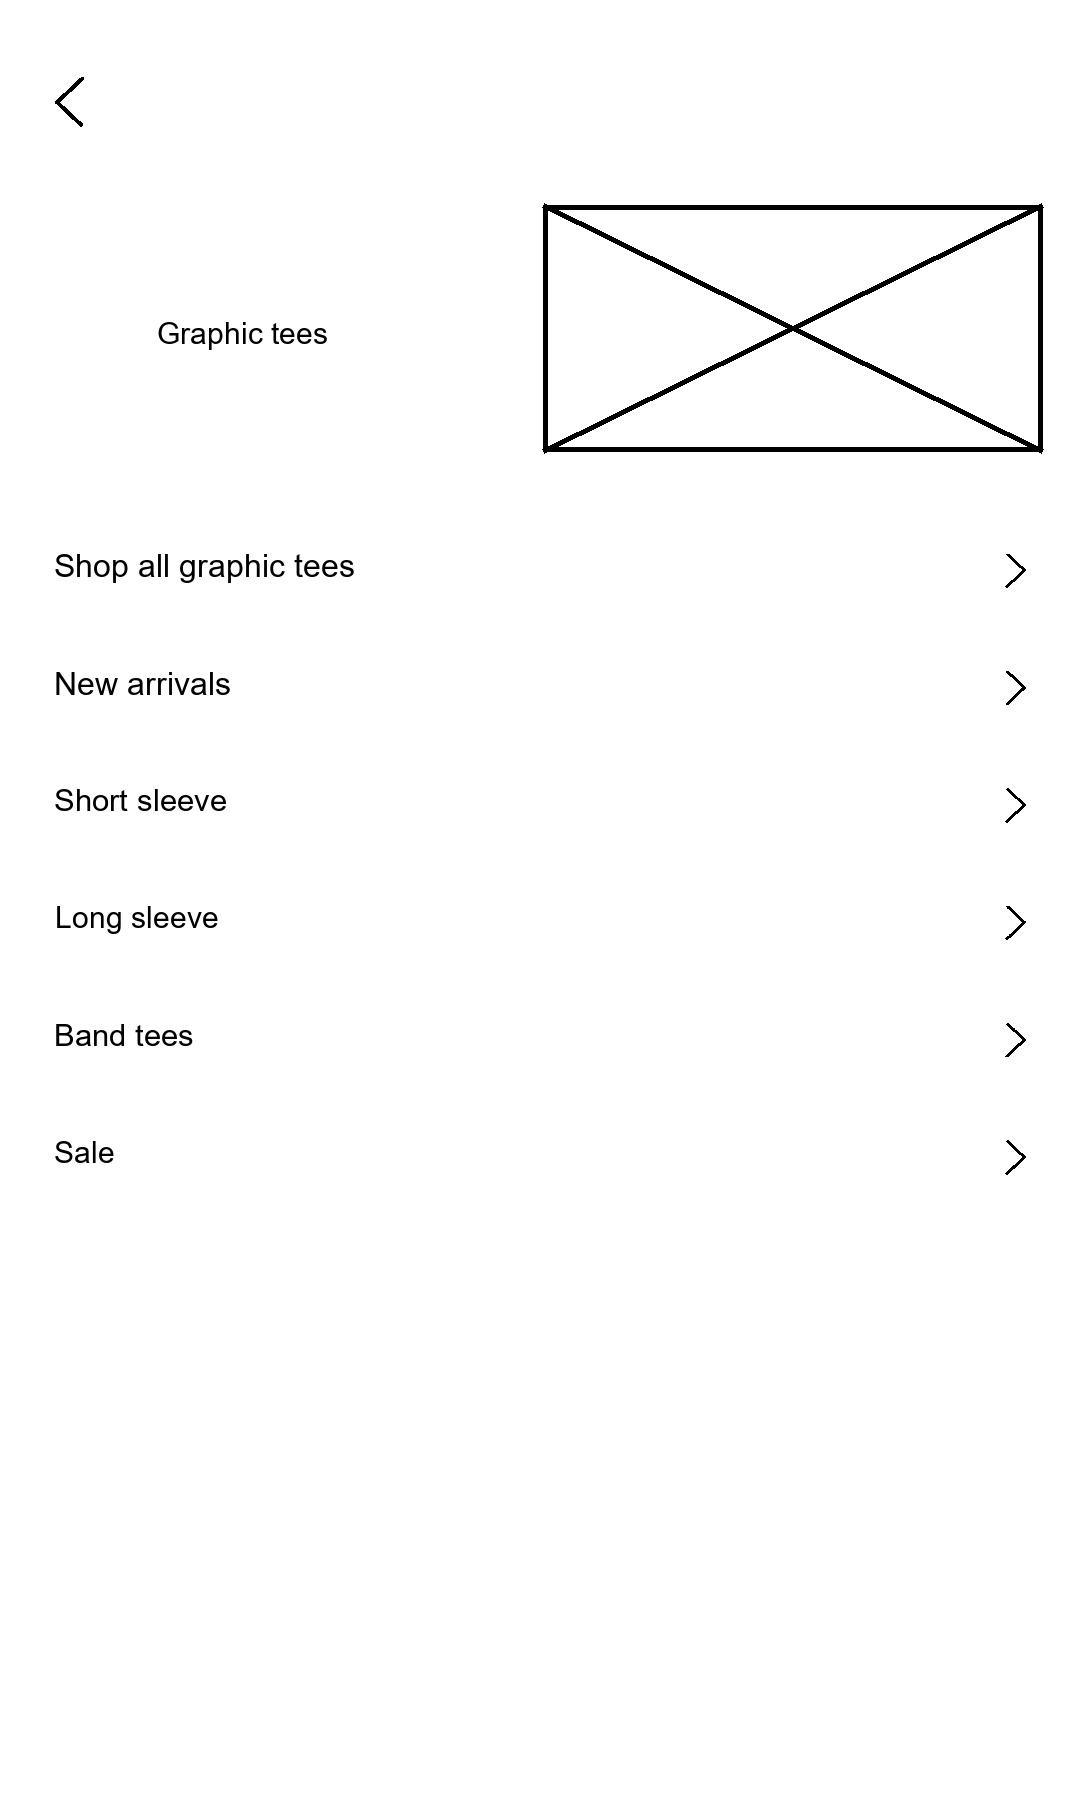 Graphic tees
Shop all graphic tees
New arrivals
Short sleeve
Long sleeve
Band tees
Sale